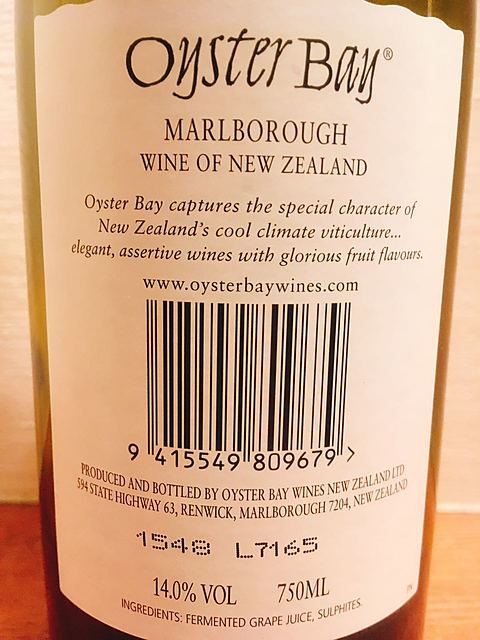 Oyster Bay®
MARLBOROUGH
WINE OF NEW ZEALAND
Oyster Bay captures the special character of
New Zealand's cool climate viticulture...
elegant, assertive wines with glorious fruit flavours.
www.oysterbaywines.com
9 415549 809679 >
PRODUCED AND BOTTLED BY OYSTER BAY WINES NEW ZEALAND LTD
594 STATE HIGHWAY 63, RENWICK, MARLBOROUGH 7204, NEW ZEALAND
1548 L7165
14.0% VOL 750ML
INGREDIENTS: FERMENTED GRAPE JUICE, SULPHITES.